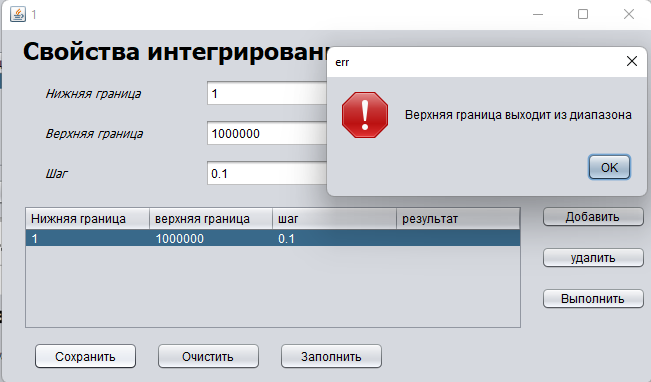 1
Свойства интегрирован
err
Верхняя граница выходит из диапазона
OK
Нижняя граница
1
Верхняя граница
1000000
Шаг
0.1
Нижняя граница верхняя граница шаг результат
1 1000000 0.1
Добавить
удалить
Выполнить
Сохранить Очистить Заполнить